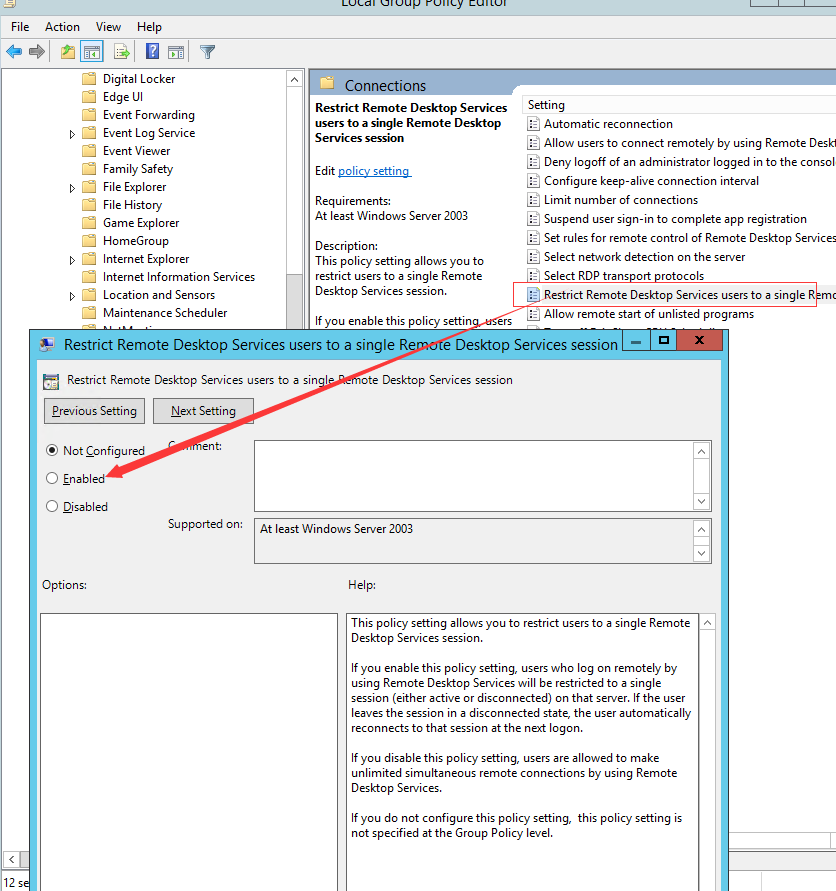 Local Group Policy Editor
File Action View Help
Digital Locker
Edge UI
Event Forwarding
Event Log Service
Event Viewer
Family Safety
File Explorer
File History
Game Explorer
HomeGroup
Internet Explorer
Internet Information Services
Location and Sensors
Maintenance Scheduler
Connections
Restrict Remote Desktop Services
users to a single Remote Desktop
Services session
Edit policy setting
Requirements:
At least Windows Server 2003
Description:
This policy setting allows you to
restrict users to a single Remote
Desktop Services session.
If you enable this policy setting, users
Setting
Automatic reconnection
Allow users to connect remotely by using Remote Deskt
Deny logoff of an administrator logged in to the consol
Configure keep-alive connection interval
Limit number of connections
Suspend user sign-in to complete app registration
Set rules for remote control of Remote Desktop Services
Select network detection on the server
Select RDP transport protocols
Restrict Remote Desktop Services users to a single Remo
Allow remote start of unlisted programs
Restrict Remote Desktop Services users to a single Remote Desktop Services session
Restrict Remote Desktop Services users to a single Remote Desktop Services session
Previous Setting Next Setting
Not Configured
Enabled
Disabled
Comment:
Supported on:
At least Windows Server 2003
Options:
Help:
This policy setting allows you to restrict users to a single Remote
Desktop Services session.
If you enable this policy setting, users who log on remotely by
using Remote Desktop Services will be restricted to a single
session (either active or disconnected) on that server. If the user
leaves the session in a disconnected state, the user automatically
reconnects to that session at the next logon.
If you disable this policy setting, users are allowed to make
unlimited simultaneous remote connections by using Remote
Desktop Services.
If you do not configure this policy setting, this policy setting is
not specified at the Group Policy level.
12 se